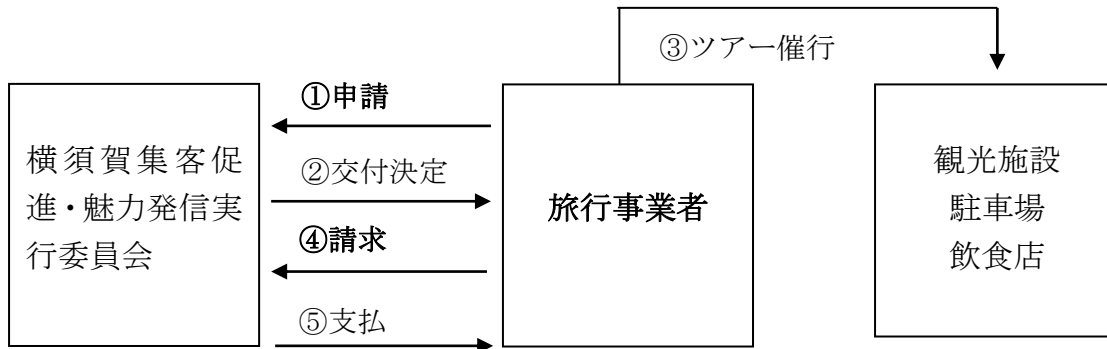 ③ツアー催行
①申請
横須賀集客促
進・魅力発信実
行委員会
②交付決定
④請求
⑤支払
旅行事業者
観光施設
駐車場
飲食店